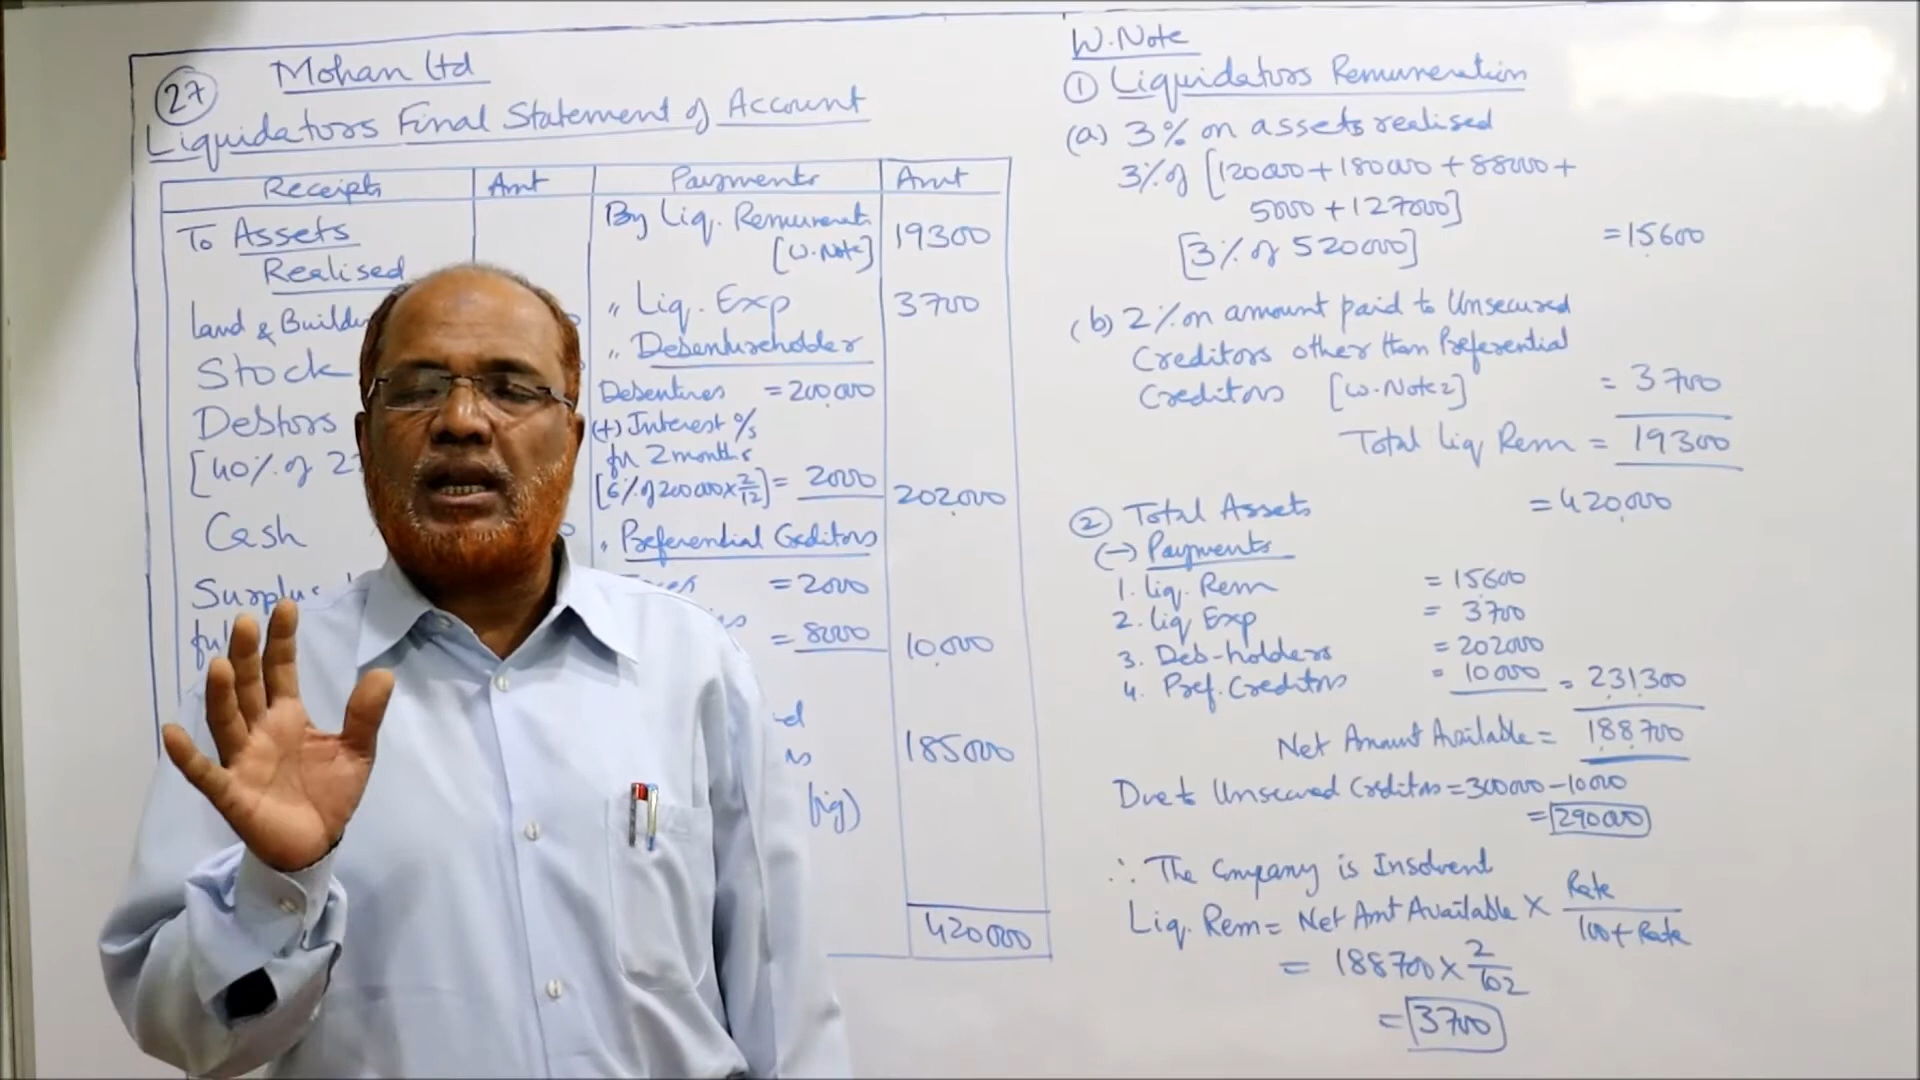 27
Mohan Ltd
Liquidators Final Statement of Account
Receipts Amt Payments Amt
To Assets
Realised
Land &
Stock
Debtors
[40% of
Cash
By Liq. Remunerat
[W.Note] 19300
" Liq. Exp 3700
" Debentureholder
Debentures = 200000
(+) Interest o/s
for 2 months
[6% of 200000 x 2/12] = 2000 202000
" Preferential Creditors
= 2000
= 8000 10,000
185000
(fig)
420000
W.Note
① Liquidators Remuneration
(a) 3% on assets realised
3% of [120000 + 180000 + 88000 +
5000 + 127000]
[3% of 520000] = 15600
(b) 2% on amount paid to Unsecured
Creditors other than Preferential
Creditors [W.Note 2] = 3700
Total Liq Rem = 19300
② Total Assets = 420,000
(-) Payments
1. Liq. Rem = 15600
2. Liq Exp = 3700
3. Deb-holders = 202000
4. Pref. Creditors = 10000 = 231300
Net Amount Available = 188700
Due to Unsecured Creditors = 300000 - 10000
= 290000
∴ The Company is Insolvent
Liq. Rem = Net Amt Available × Rate / 100 + Rate
= 188700 × 2/102
= 3700